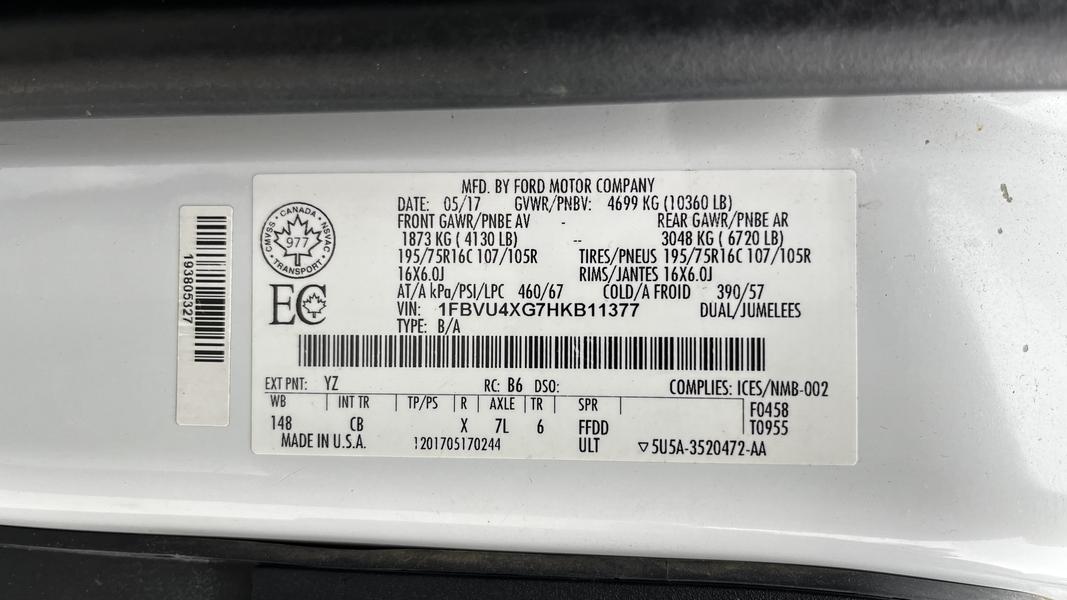 193805327
CANADA
CMVSS NSVAC
977
TRANSPORT
EC
MFD. BY FORD MOTOR COMPANY
DATE: 05/17 GVWR/PNBV: 4699 KG (10360 LB)
FRONT GAWR/PNBE AV - REAR GAWR/PNBE AR
1873 KG ( 4130 LB) -- 3048 KG ( 6720 LB)
195/75R16C 107/105R TIRES/PNEUS 195/75R16C 107/105R
16X6.0J RIMS/JANTES 16X6.0J
AT/A kPa/PSI/LPC 460/67 COLD/A FROID 390/57
VIN: 1FBVU4XG7HKB11377 DUAL/JUMELEES
TYPE: B/A
EXT PNT: YZ RC: B6 DSO: COMPLIES: ICES/NMB-002
WB INT TR TP/PS R AXLE TR SPR F0458
148 CB X 7L 6 FFDD T0955
MADE IN U.S.A. 1201705170244 ULT ▽5U5A-3520472-AA